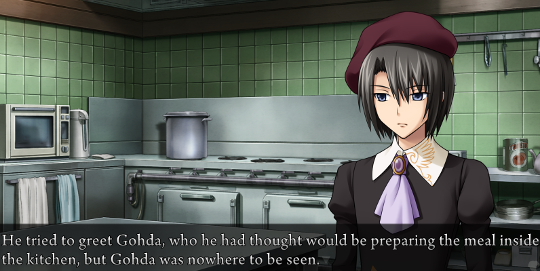 He tried to greet Gohda, who he had thought would be preparing the meal inside
the kitchen, but Gohda was nowhere to be seen.